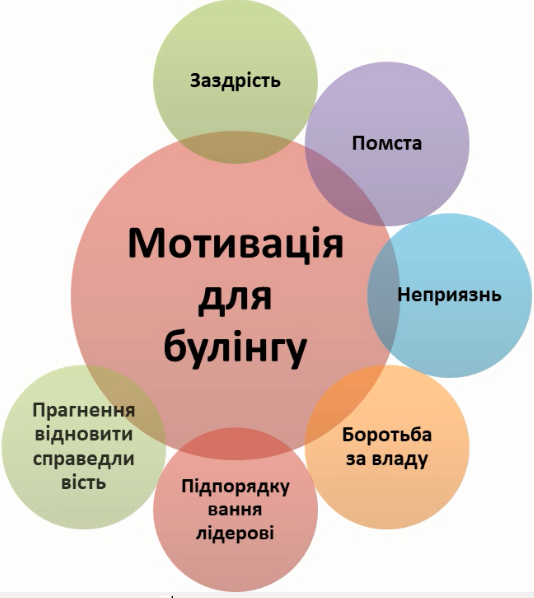 Заздрість
Помста
Мотивація
для
булінгу
Неприязнь
Боротьба
за владу
Підпорядку
вання
лідерові
Прагнення
відновити
справедли
вість